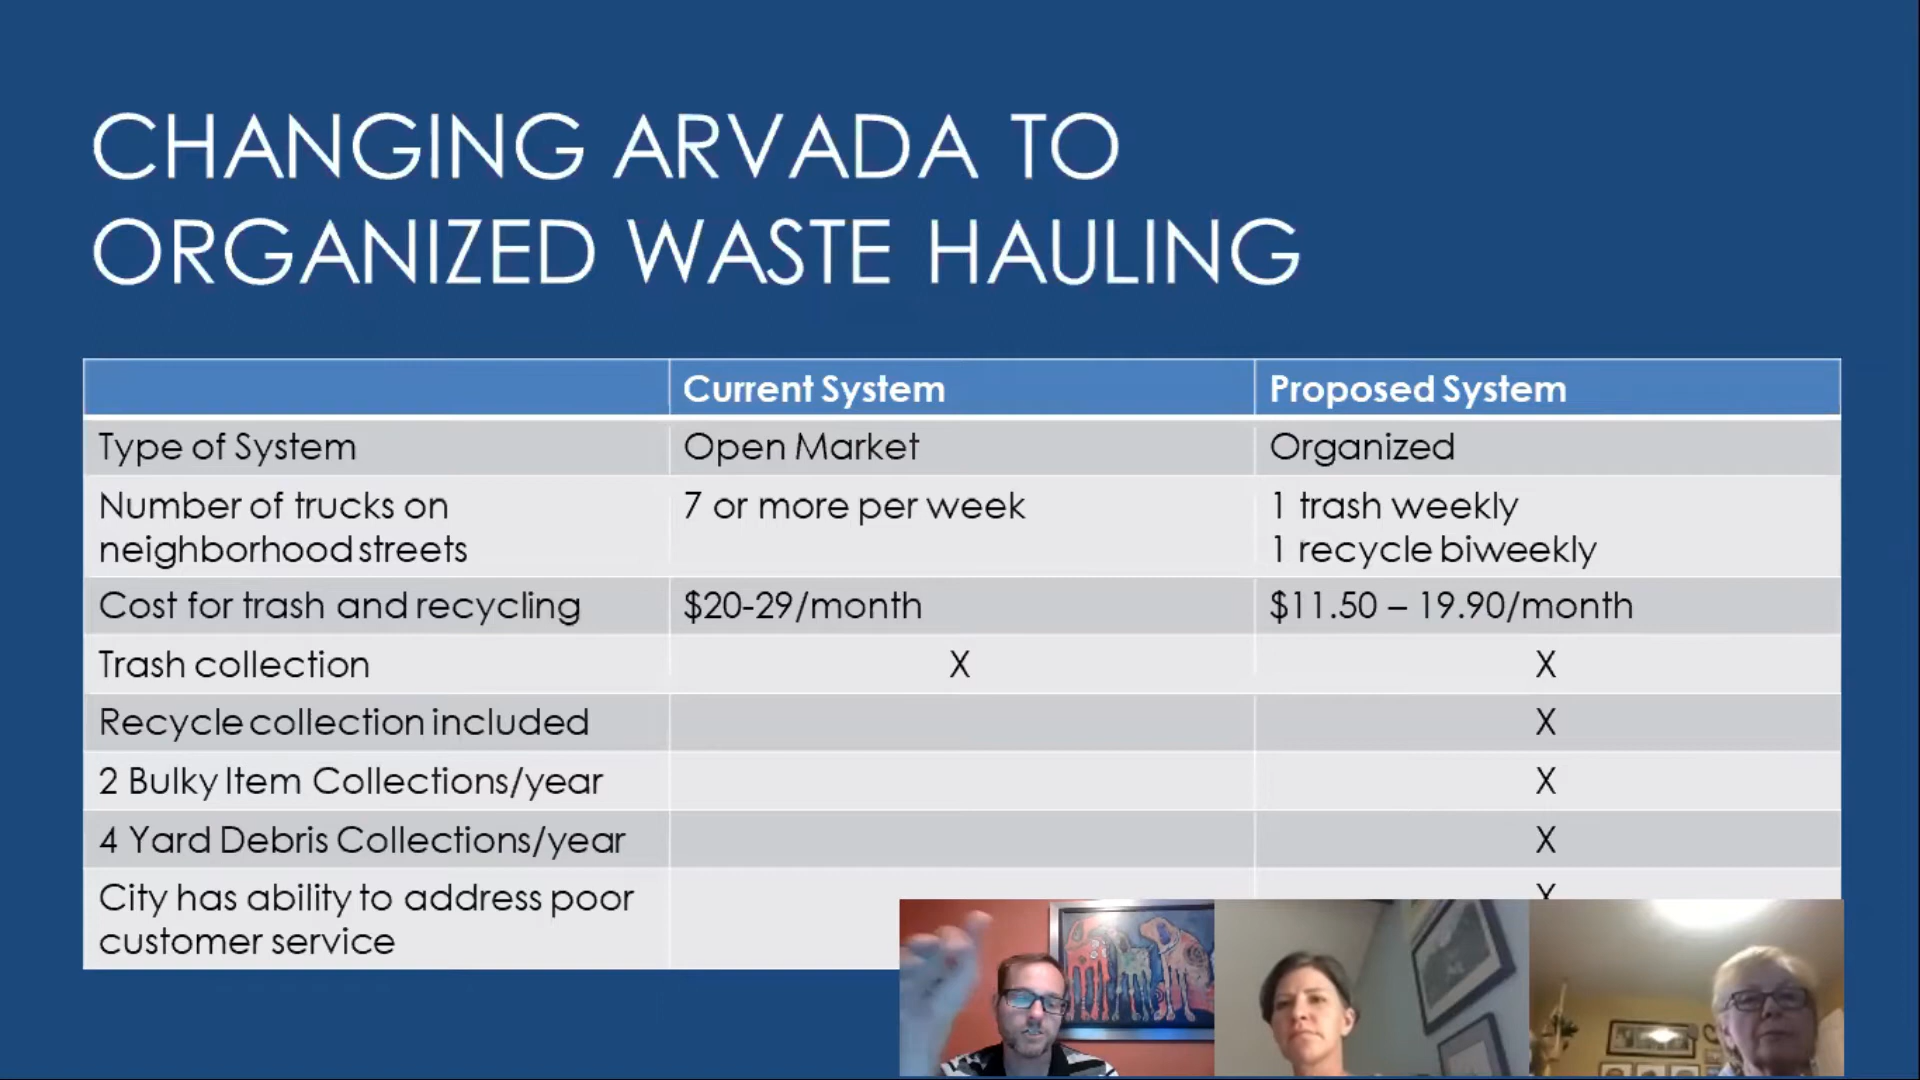 CHANGING ARVADA TO
ORGANIZED WASTE HAULING
Current System
Proposed System
Type of System
Open Market
Organized
Number of trucks on
neighborhood streets
7 or more per week
1 trash weekly
1 recycle biweekly
Cost for trash and recycling
$20-29/month
$11.50 – 19.90/month
Trash collection
X
X
Recycle collection included
X
2 Bulky Item Collections/year
X
4 Yard Debris Collections/year
X
City has ability to address poor
customer service